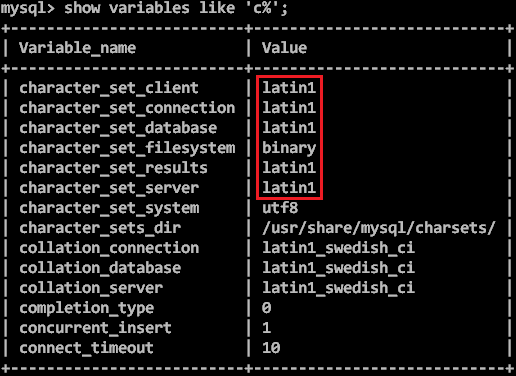 mysql> show variables like 'c%';
+--------------------------+----------------------------+
| Variable_name            | Value                      |
+--------------------------+----------------------------+
| character_set_client     | latin1                     |
| character_set_connection | latin1                     |
| character_set_database   | latin1                     |
| character_set_filesystem | binary                     |
| character_set_results    | latin1                     |
| character_set_server     | latin1                     |
| character_set_system     | utf8                       |
| character_sets_dir       | /usr/share/mysql/charsets/ |
| collation_connection     | latin1_swedish_ci          |
| collation_database       | latin1_swedish_ci          |
| collation_server         | latin1_swedish_ci          |
| completion_type          | 0                          |
| concurrent_insert        | 1                          |
| connect_timeout          | 10                         |
+--------------------------+----------------------------+